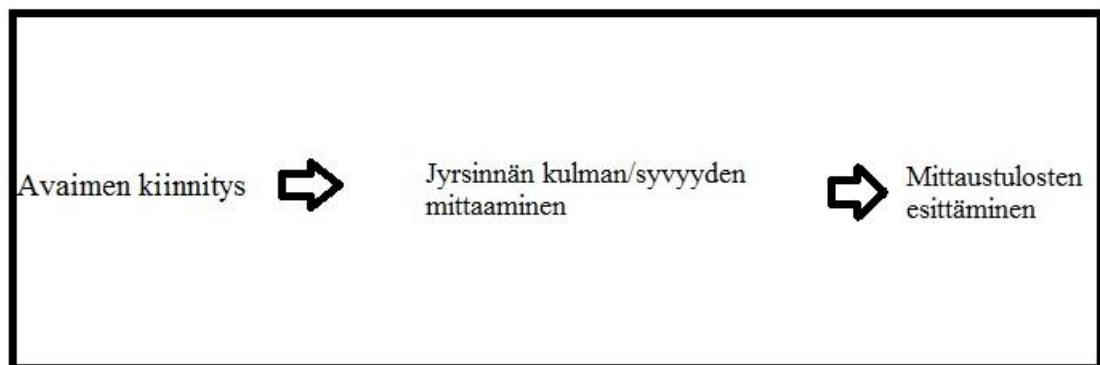 Avaimen kiinnitys
Jyrsinnän kulman/syvyyden
mittaaminen
Mittaustulosten
esittäminen